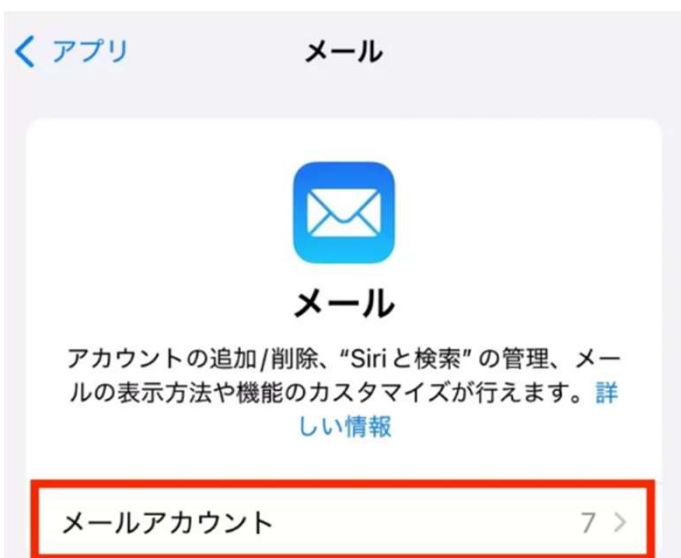 アプリ メール
メール
アカウントの追加/削除、“Siriと検索” の管理、メー
ルの表示方法や機能のカスタマイズが行えます。詳
しい情報
メールアカウント 7